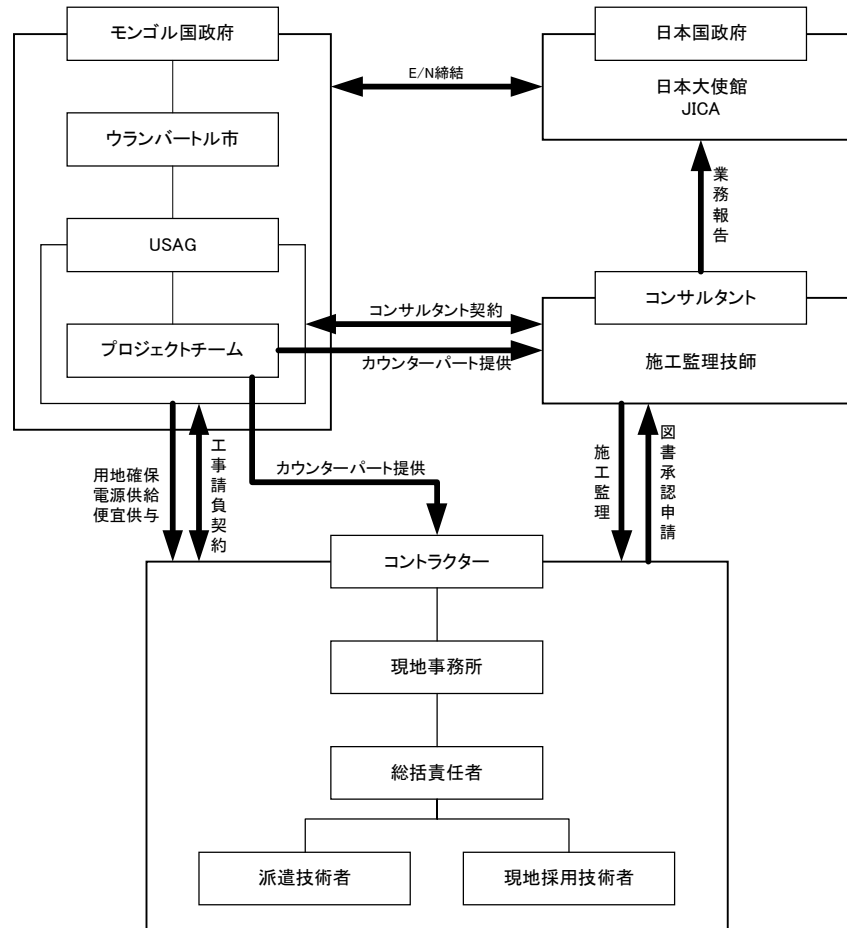 モンゴル国政府
日本国政府
E/N締結
日本大使館
JICA
ウランバートル市
業務報告
USAG
コンサルタント
コンサルタント契約
プロジェクトチーム
カウンターパート提供
施工監理技師
用地確保
電源供給
便宜供与
工事請負契約
カウンターパート提供
施工監理
図書承認申請
コントラクター
現地事務所
総括責任者
派遣技術者
現地採用技術者